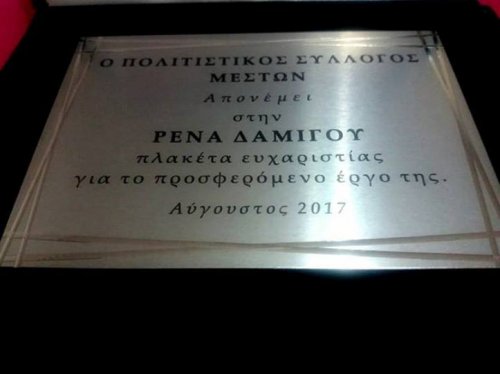 Ο ΠΟΛΙΤΙΣΤΙΚΟΣ ΣΥΛΛΟΓΟΣ
ΜΕΣΤΩΝ
Απονέμει
στην
ΡΕΝΑ ΔΑΜΙΓΟΥ
πλακέτα ευχαριστίας
για το προσφερόμενο έργο της.
Αύγουστος 2017